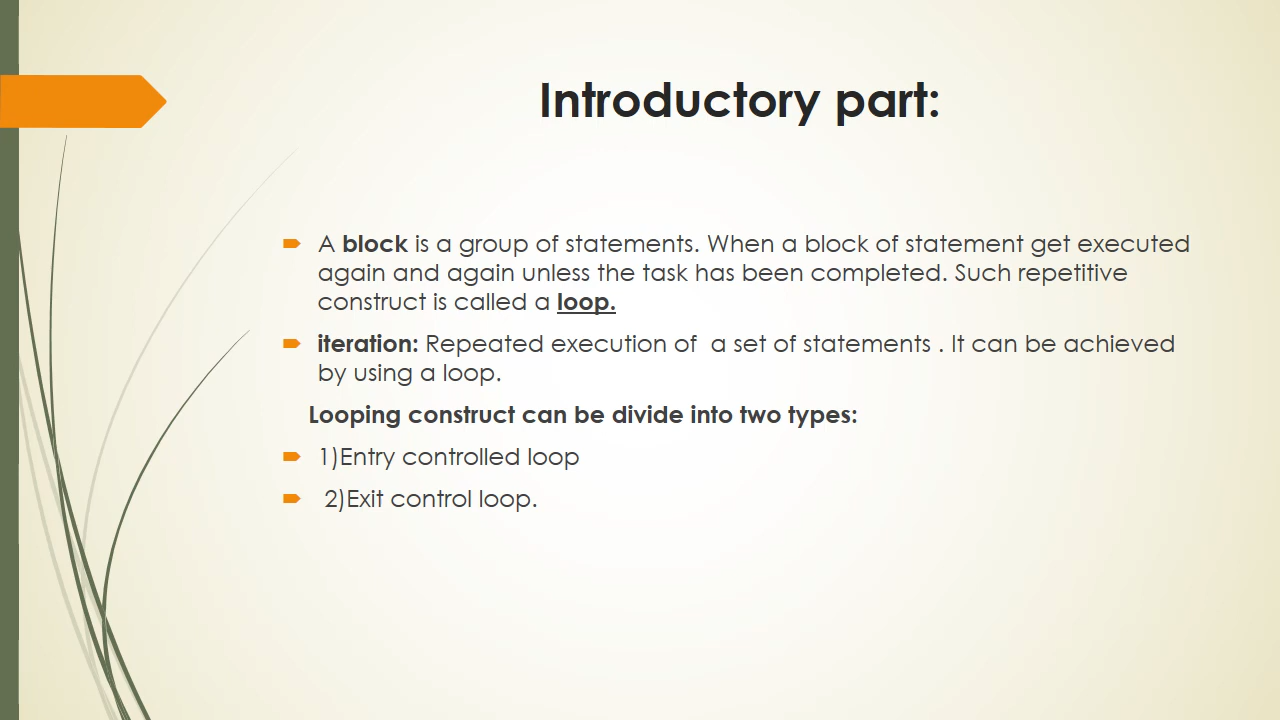 Introductory part:
A block is a group of statements. When a block of statement get executed
again and again unless the task has been completed. Such repetitive
construct is called a loop.
iteration: Repeated execution of  a set of statements . It can be achieved
by using a loop.
Looping construct can be divide into two types:
1)Entry controlled loop
2)Exit control loop.